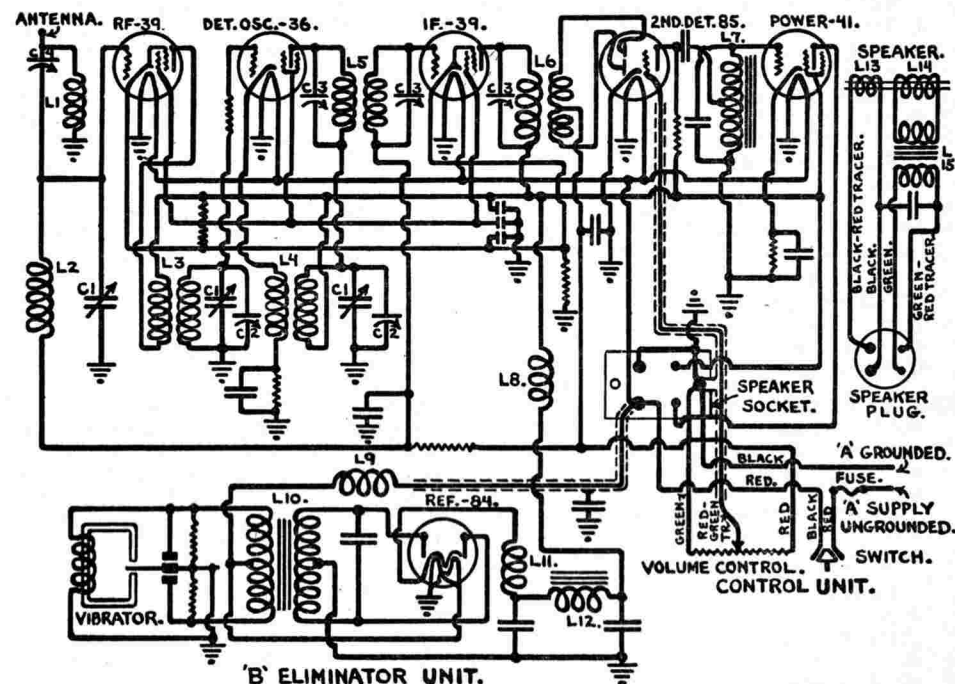 ANTENNA.
RF-39.
DET. OSC.-36.
IF.-39.
2ND. DET. 85.
POWER-41.
SPEAKER.
L13
L14
L7
L6
L5
L1
C4
C3
C3
C3
L15
BLACK-RED TRACER.
BLACK.
GREEN.
GREEN-
RED TRACER.
L2
C1
L3
C1
C2
L4
C1
C2
L8.
SPEAKER
SOCKET.
SPEAKER
PLUG.
L9
BLACK
'A' GROUNDED.
RED.
FUSE.
'A' SUPPLY
UNGROUNDED.
GREEN-
RED-
GREEN
TR.
RED
BLACK
RED
L10.
REF.-84.
L11.
L12.
VOLUME CONTROL.
SWITCH.
CONTROL UNIT.
VIBRATOR.
'B' ELIMINATOR UNIT.